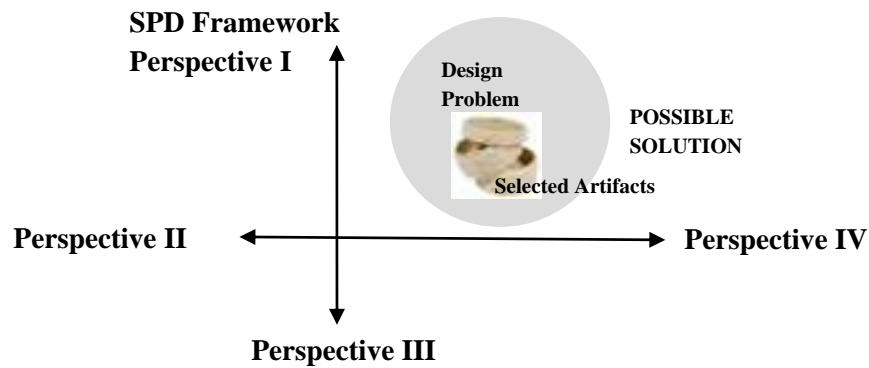 SPD Framework
Perspective I
Design
Problem
POSSIBLE
SOLUTION
Selected Artifacts
Perspective II
Perspective IV
Perspective III